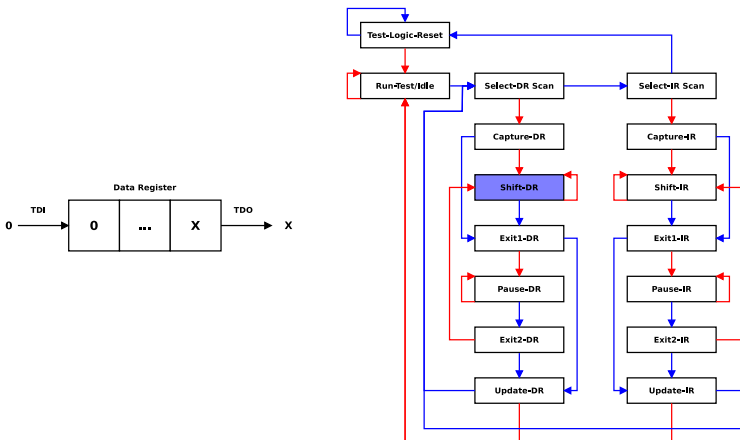 Test-Logic-Reset
Run-Test/Idle
Select-DR Scan
Select-IR Scan
Capture-DR
Capture-IR
Data Register
Shift-DR
Shift-IR
TDI
TDO
0
0
...
X
X
Exit1-DR
Exit1-IR
Pause-DR
Pause-IR
Exit2-DR
Exit2-IR
Update-DR
Update-IR